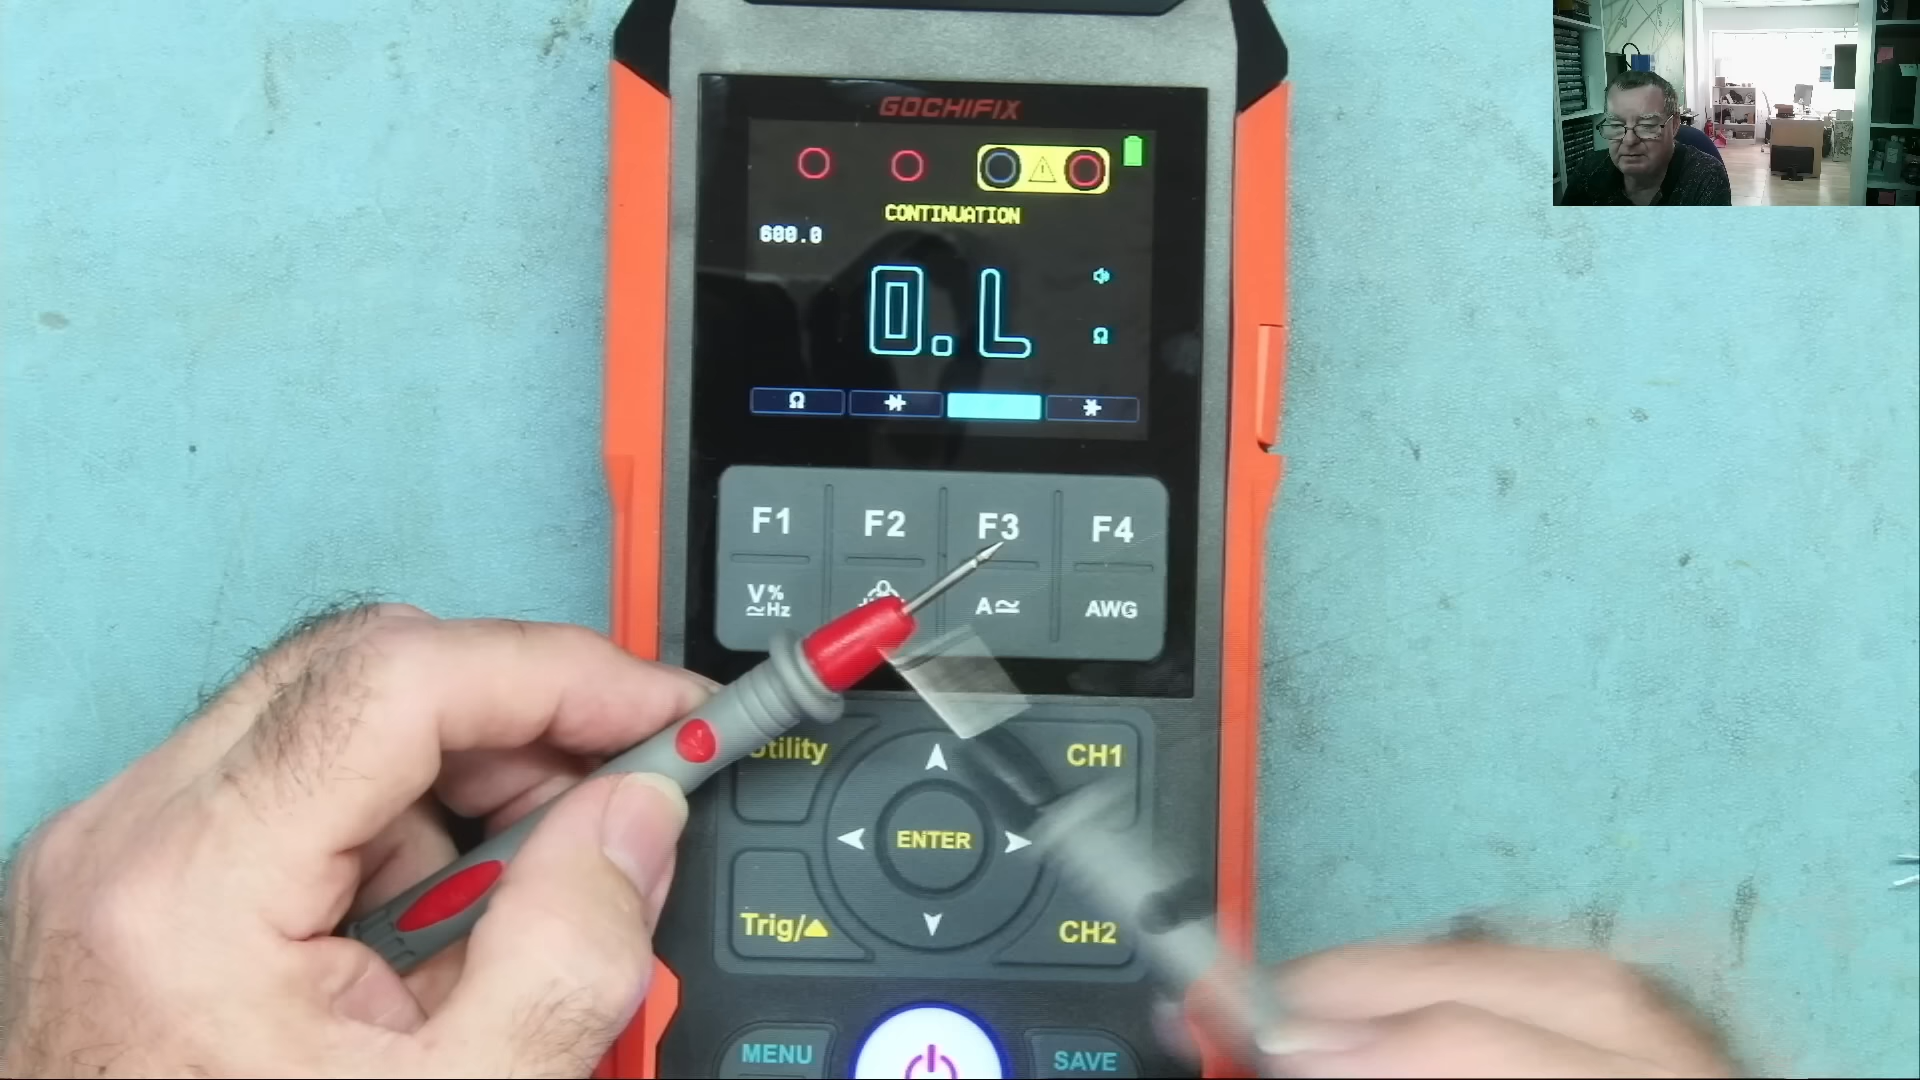 GOCHIFIX
CONTINUATION
600.0
0.L
Ω
Ω
F1 F2 F3 F4
V%
≃Hz
A≃
AWG
Utility
CH1
ENTER
Trig/▲
CH2
MENU
SAVE